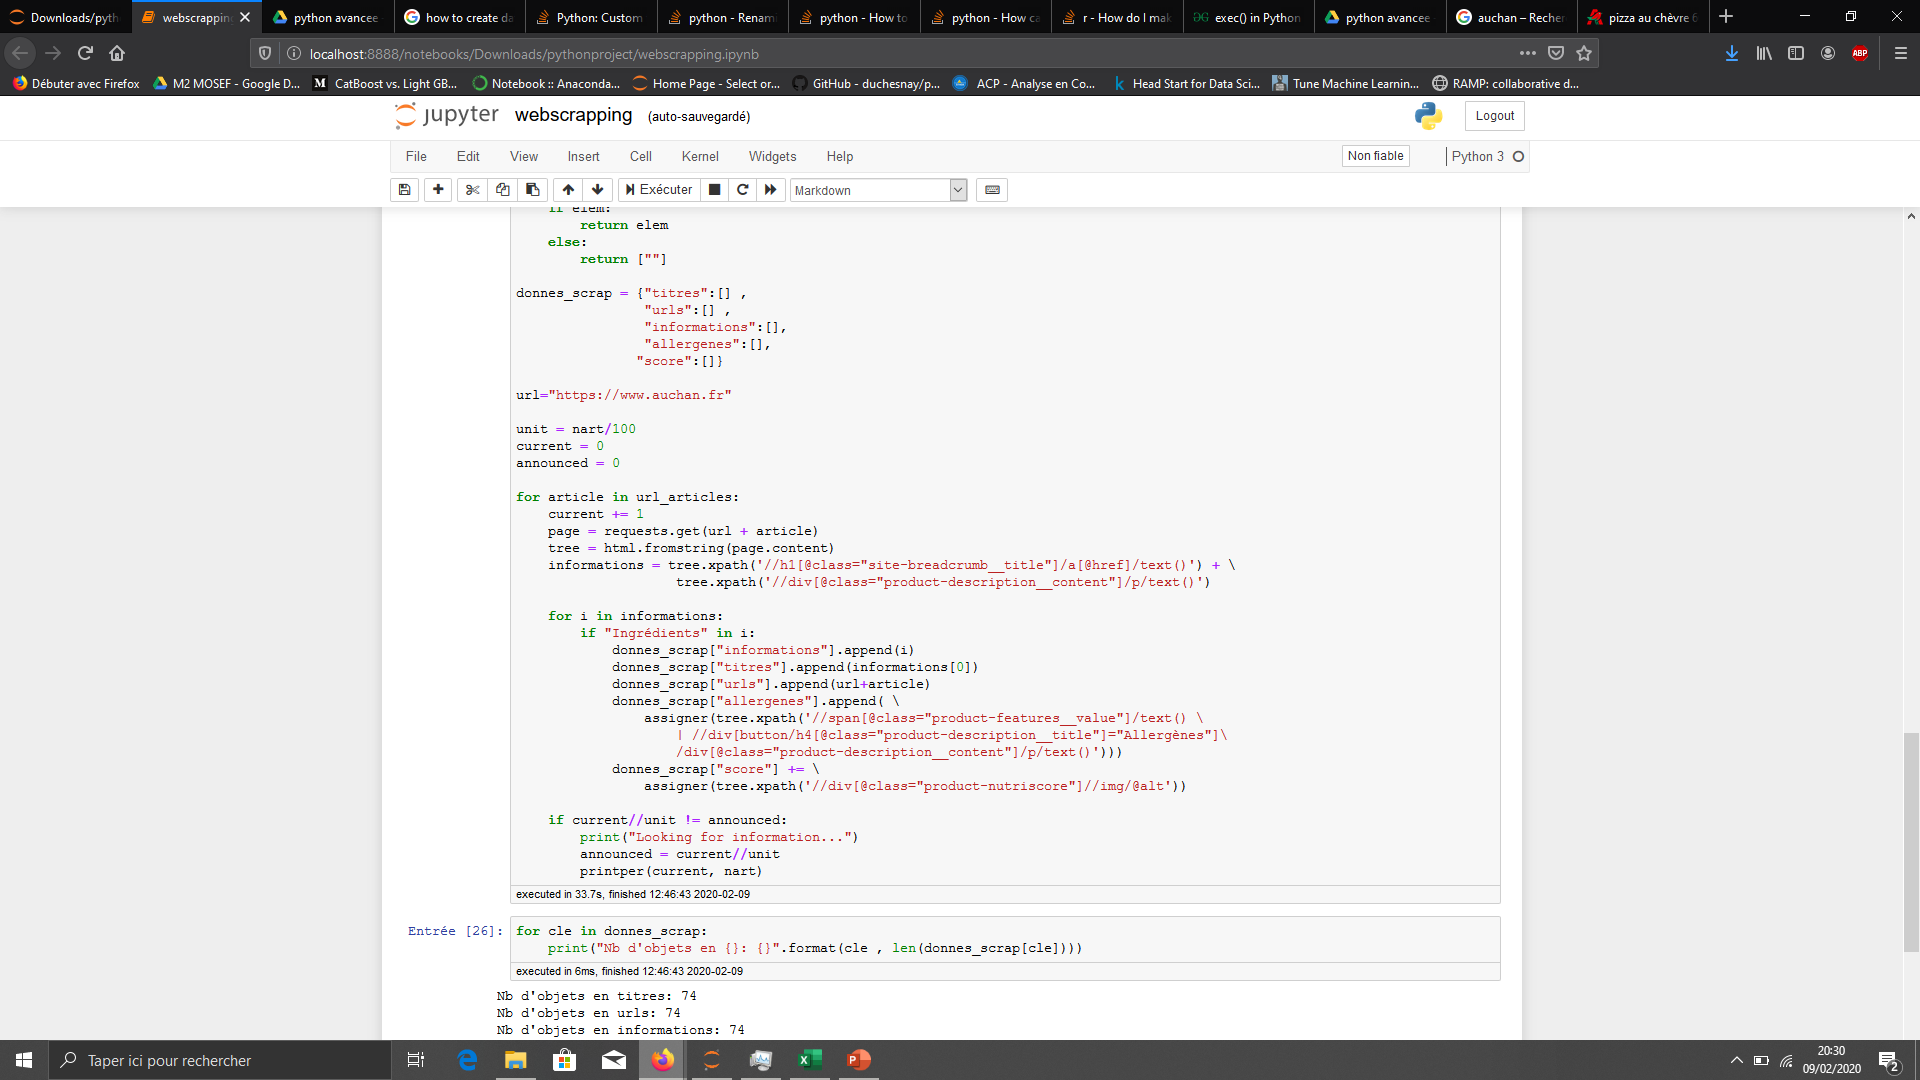 Downloads/pyth
webscrapping
python avancee
how to create da
Python: Custom
python - Renam
python - How to
python - How ca
r - How do I mak
exec() in Python
python avancee
auchan – Recher
pizza au chèvre 6
localhost:8888/notebooks/Downloads/pythonproject/webscrapping.ipynb
ABP
Débuter avec Firefox
M2 MOSEF - Google D...
CatBoost vs. Light GB...
Notebook :: Anaconda...
Home Page - Select or...
GitHub - duchesnay/p...
ACP - Analyse en Co...
Head Start for Data Sci...
Tune Machine Learnin...
RAMP: collaborative d...
jupyter webscrapping (auto-sauvegardé)
Logout
File Edit View Insert Cell Kernel Widgets Help
Non fiable
Python 3
Exécuter
Markdown
if elem:
return elem
else:
return [""]
donnes_scrap = {"titres":[] ,
"urls":[] ,
"informations":[],
"allergenes":[],
"score":[]}
url="https://www.auchan.fr"
unit = nart/100
current = 0
announced = 0
for article in url_articles:
current += 1
page = requests.get(url + article)
tree = html.fromstring(page.content)
informations = tree.xpath('//h1[@class="site-breadcrumb__title"]/a[@href]/text()') + \
tree.xpath('//div[@class="product-description__content"]/p/text()')
for i in informations:
if "Ingrédients" in i:
donnes_scrap["informations"].append(i)
donnes_scrap["titres"].append(informations[0])
donnes_scrap["urls"].append(url+article)
donnes_scrap["allergenes"].append( \
assigner(tree.xpath('//span[@class="product-features__value"]/text() \
| //div[button/h4[@class="product-description__title"]="Allergènes"]\
/div[@class="product-description__content"]/p/text()')))
donnes_scrap["score"] += \
assigner(tree.xpath('//div[@class="product-nutriscore"]//img/@alt'))
if current//unit != announced:
print("Looking for information...")
announced = current//unit
printper(current, nart)
executed in 33.7s, finished 12:46:43 2020-02-09
Entrée [26]:
for cle in donnes_scrap:
print("Nb d'objets en {}: {}".format(cle , len(donnes_scrap[cle])))
executed in 6ms, finished 12:46:43 2020-02-09
Nb d'objets en titres: 74
Nb d'objets en urls: 74
Nb d'objets en informations: 74
Taper ici pour rechercher
20:30
09/02/2020
2